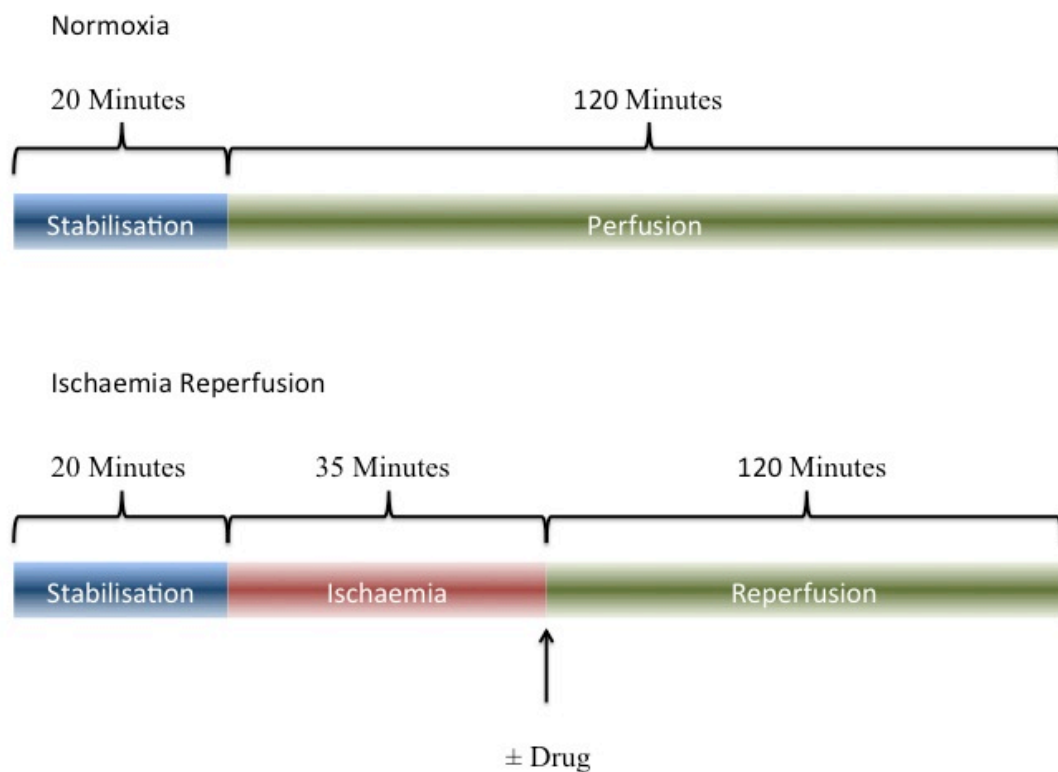 Normoxia
20 Minutes 120 Minutes
Stabilisation Perfusion
Ischaemia Reperfusion
20 Minutes 35 Minutes 120 Minutes
Stabilisation Ischaemia Reperfusion
± Drug